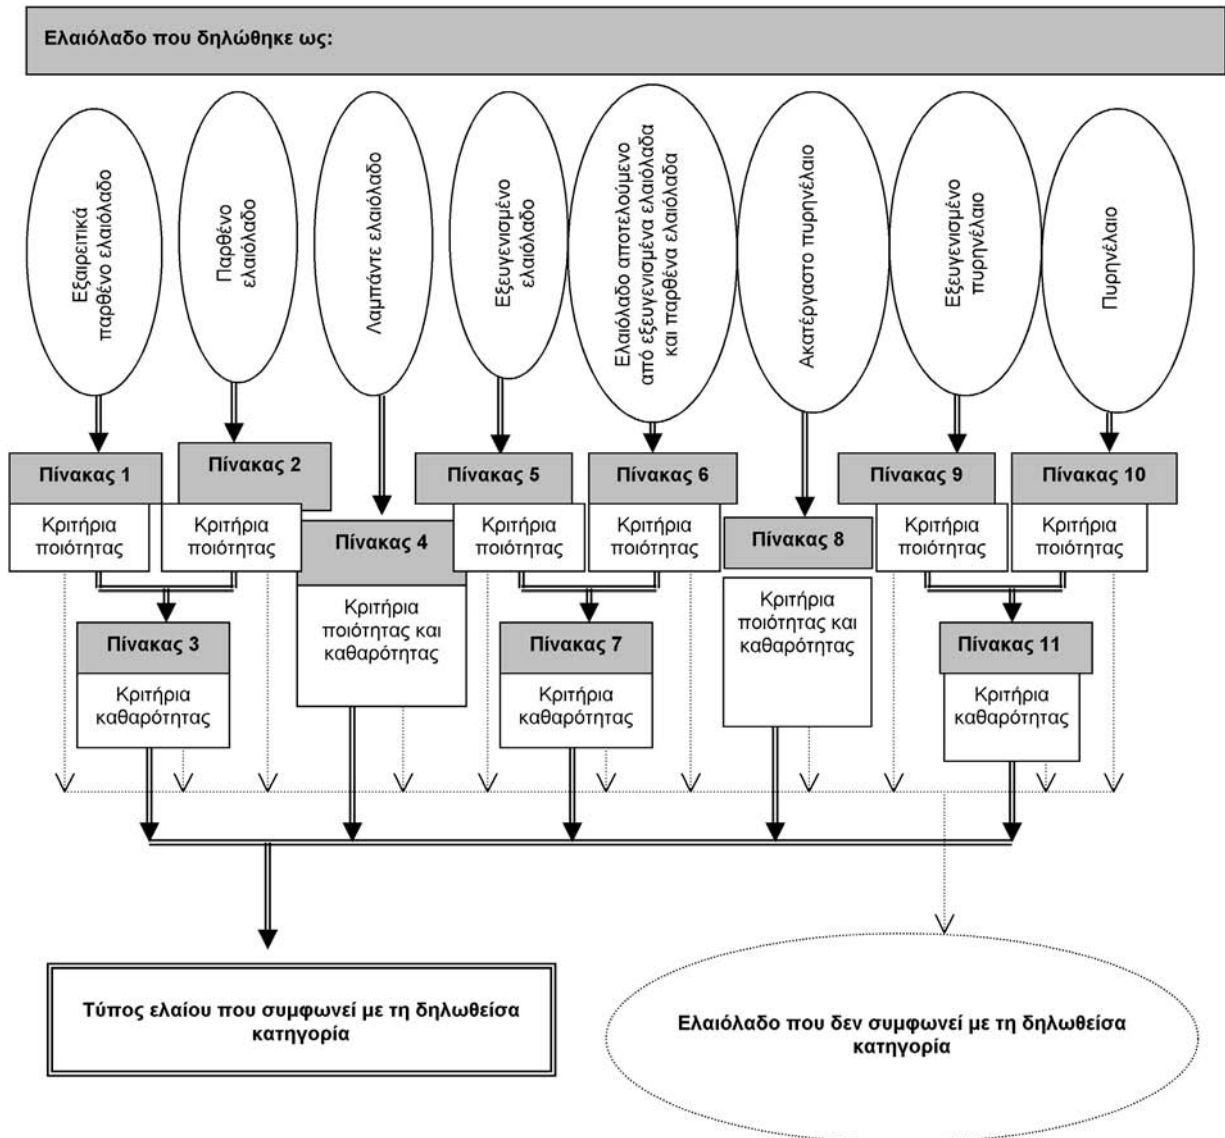 Ελαιόλαδο που δηλώθηκε ως:
Εξαιρετικά
παρθένο ελαιόλαδο
Παρθένο
ελαιόλαδο
Λαμπάντε ελαιόλαδο
Εξευγενισμένο
ελαιόλαδο
Ελαιόλαδο αποτελούμενο
από εξευγενισμένα ελαιόλαδα
και παρθένα ελαιόλαδα
Ακατέργαστο πυρηνέλαιο
Εξευγενισμένο
πυρηνέλαιο
Πυρηνέλαιο
Πίνακας 1
Κριτήρια
ποιότητας
Πίνακας 2
Κριτήρια
ποιότητας
Πίνακας 3
Κριτήρια
καθαρότητας
Πίνακας 4
Κριτήρια
ποιότητας και
καθαρότητας
Πίνακας 5
Κριτήρια
ποιότητας
Πίνακας 6
Κριτήρια
ποιότητας
Πίνακας 7
Κριτήρια
καθαρότητας
Πίνακας 8
Κριτήρια
ποιότητας και
καθαρότητας
Πίνακας 9
Κριτήρια
ποιότητας
Πίνακας 10
Κριτήρια
ποιότητας
Πίνακας 11
Κριτήρια
καθαρότητας
Τύπος ελαίου που συμφωνεί με τη δηλωθείσα
κατηγορία
Ελαιόλαδο που δεν συμφωνεί με τη δηλωθείσα
κατηγορία